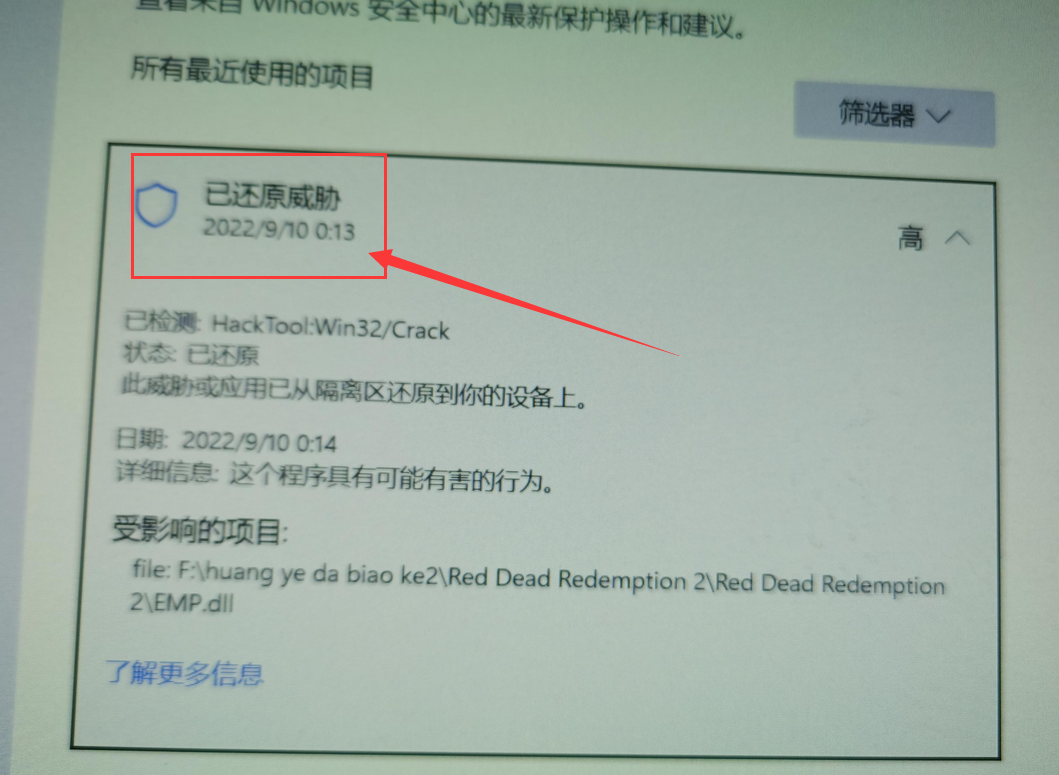 查看来自 Windows 安全中心的最新保护操作和建议。
所有最近使用的项目
筛选器
已还原威胁
2022/9/10 0:13
高
已检测: HackTool:Win32/Crack
状态: 已还原
此威胁或应用已从隔离区还原到你的设备上。
日期: 2022/9/10 0:14
详细信息: 这个程序具有可能有害的行为。
受影响的项目:
file: F:\huang ye da biao ke2\Red Dead Redemption 2\Red Dead Redemption
2\EMP.dll
了解更多信息